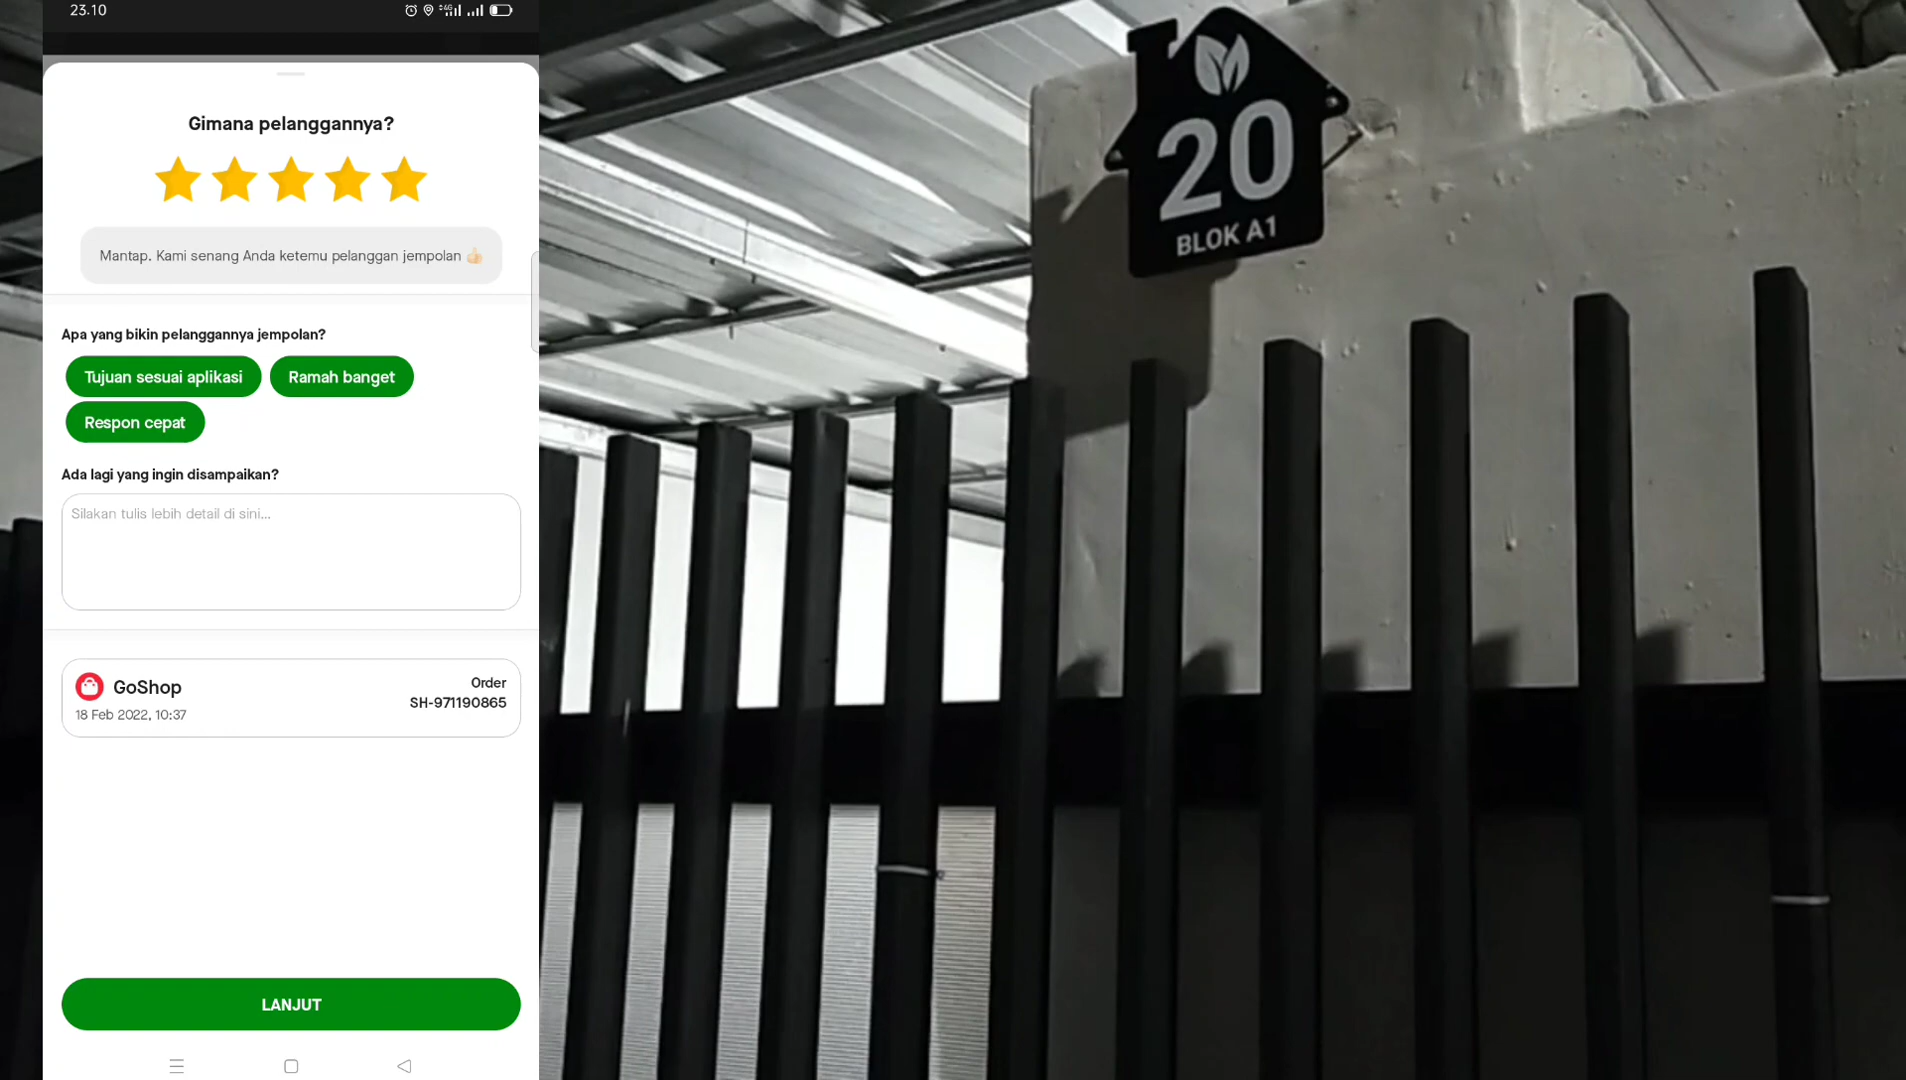 23.10
Gimana pelanggannya?
Mantap. Kami senang Anda ketemu pelanggan jempolan 👍🏻
Apa yang bikin pelanggannya jempolan?
Tujuan sesuai aplikasi
Ramah banget
Respon cepat
Ada lagi yang ingin disampaikan?
Silakan tulis lebih detail di sini...
GoShop
Order
SH-971190865
18 Feb 2022, 10:37
LANJUT
20
BLOK A1